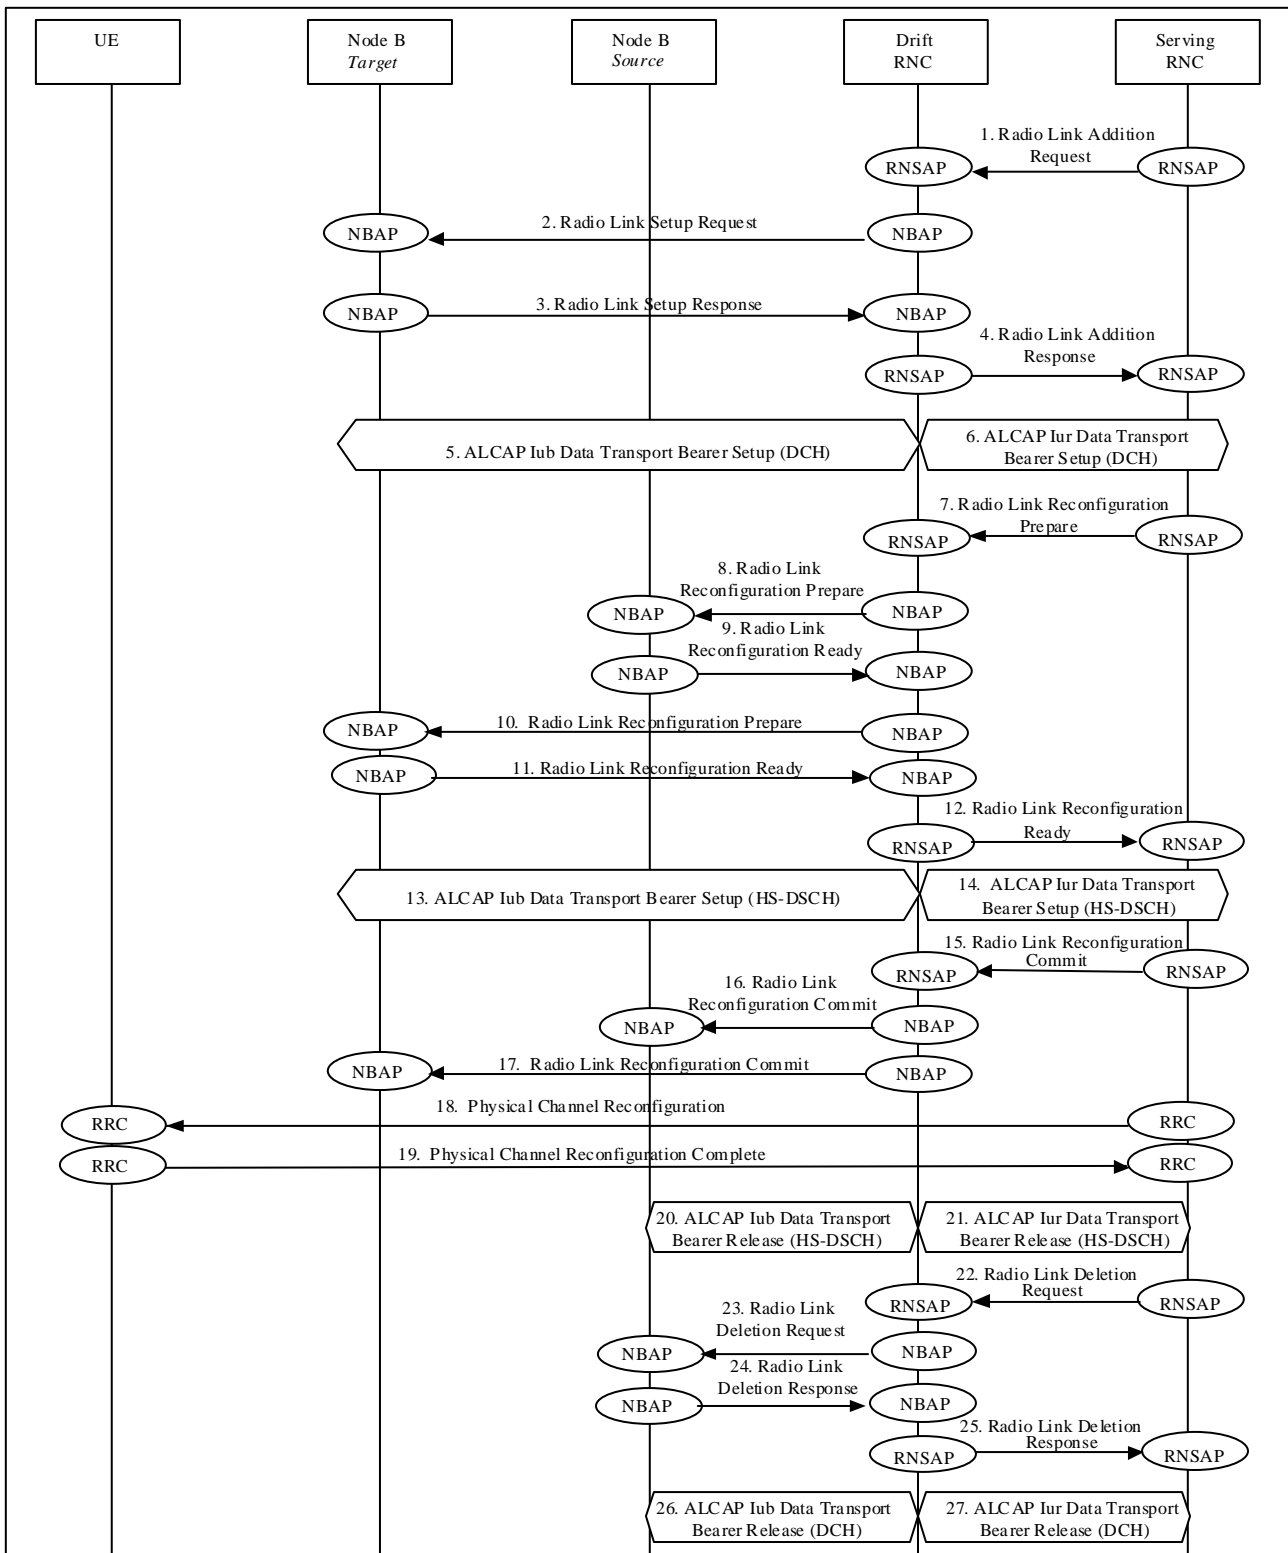 UE
Node B
Target
Node B
Source
Drift
RNC
Serving
RNC
1. Radio Link Addition
Request
RNSAP
RNSAP
2. Radio Link Setup Request
NBAP
NBAP
3. Radio Link Setup Response
NBAP
NBAP
4. Radio Link Addition
Response
RNSAP
RNSAP
5. ALCAP Iub Data Transport Bearer Setup (DCH)
6. ALCAP Iur Data Transport
Bearer Setup (DCH)
7. Radio Link Reconfiguration
Prepare
RNSAP
RNSAP
8. Radio Link
Reconfiguration Prepare
NBAP
NBAP
9. Radio Link
Reconfiguration Ready
NBAP
NBAP
10. Radio Link Reconfiguration Prepare
NBAP
NBAP
11. Radio Link Reconfiguration Ready
NBAP
NBAP
12. Radio Link Reconfiguration
Ready
RNSAP
RNSAP
13. ALCAP Iub Data Transport Bearer Setup (HS-DSCH)
14. ALCAP Iur Data Transport
Bearer Setup (HS-DSCH)
15. Radio Link Reconfiguration
Commit
RNSAP
RNSAP
16. Radio Link
Reconfiguration Commit
NBAP
NBAP
17. Radio Link Reconfiguration Commit
NBAP
NBAP
18. Physical Channel Reconfiguration
RRC
RRC
19. Physical Channel Reconfiguration Complete
RRC
RRC
20. ALCAP Iub Data Transport
Bearer Release (HS-DSCH)
21. ALCAP Iur Data Transport
Bearer Release (HS-DSCH)
22. Radio Link Deletion
Request
RNSAP
RNSAP
23. Radio Link
Deletion Request
NBAP
NBAP
24. Radio Link
Deletion Response
NBAP
NBAP
25. Radio Link Deletion
Response
RNSAP
RNSAP
26. ALCAP Iub Data Transport
Bearer Release (DCH)
27. ALCAP Iur Data Transport
Bearer Release (DCH)